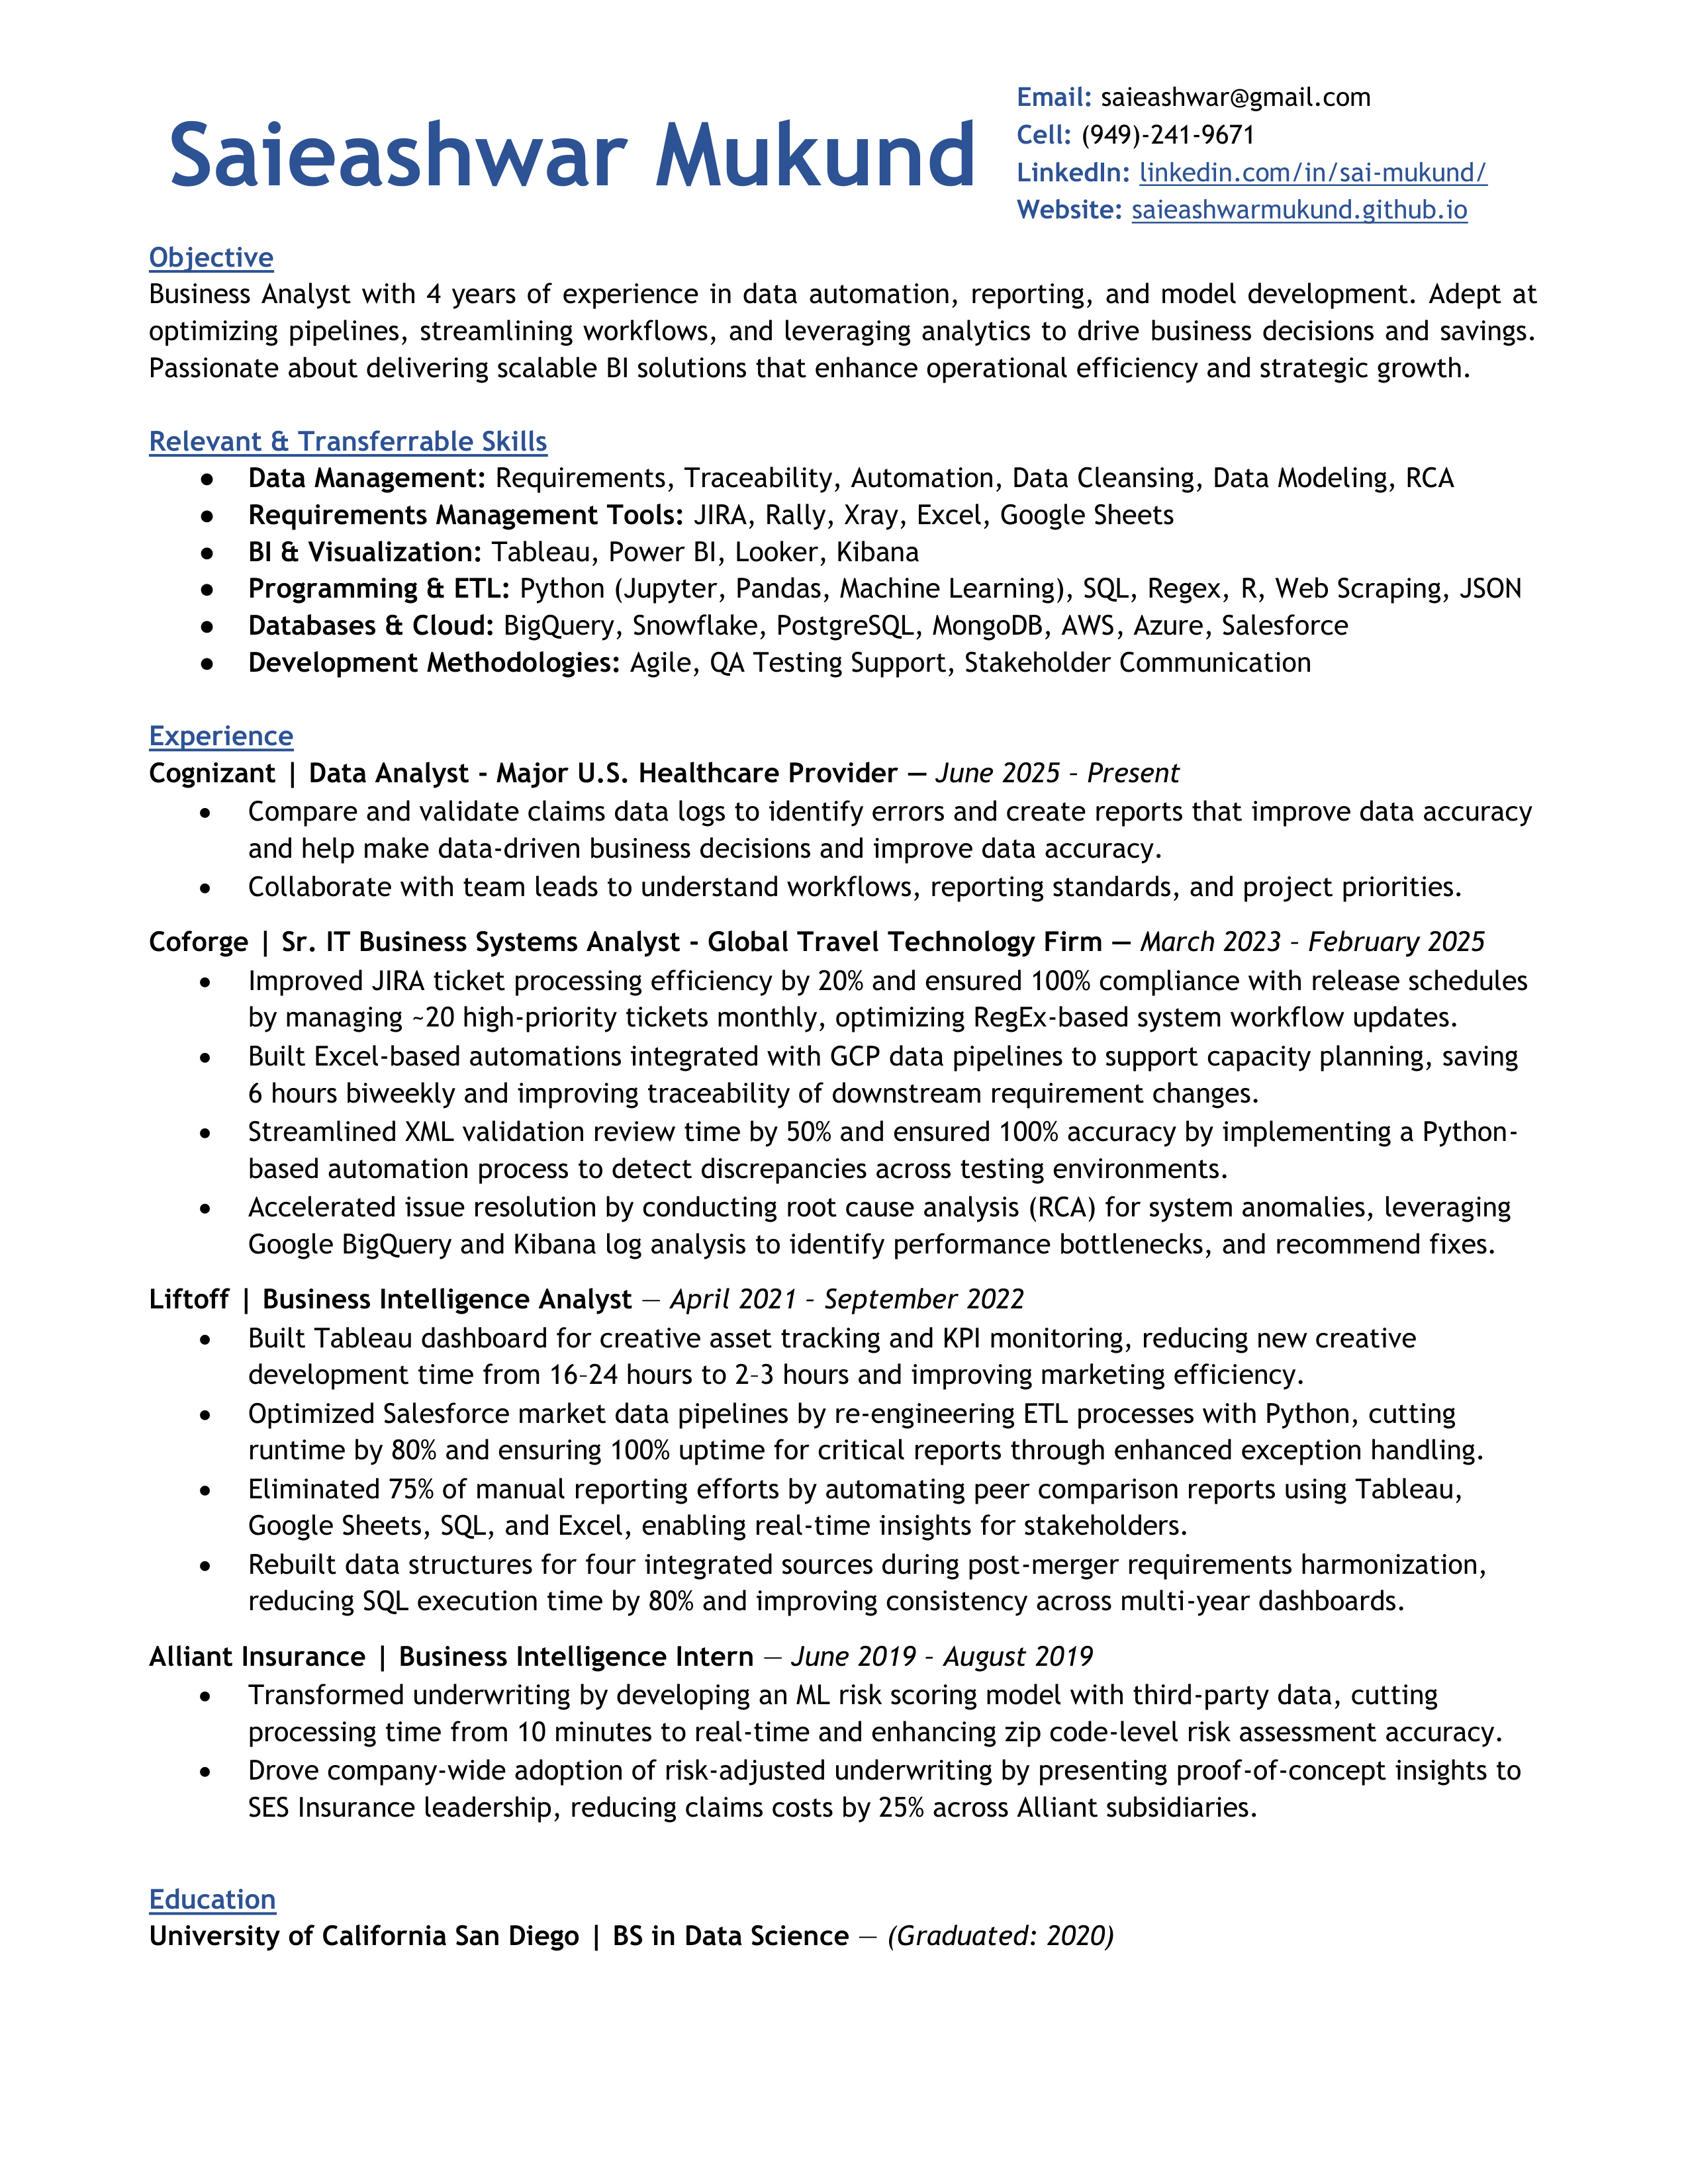 Saieashwar Mukund
Email: saieashwar@gmail.com
Cell: (949)-241-9671
LinkedIn: linkedin.com/in/sai-mukund/
Website: saieashwarmukund.github.io
Objective
Business Analyst with 4 years of experience in data automation, reporting, and model development. Adept at
optimizing pipelines, streamlining workflows, and leveraging analytics to drive business decisions and savings.
Passionate about delivering scalable BI solutions that enhance operational efficiency and strategic growth.
Relevant & Transferrable Skills
● Data Management: Requirements, Traceability, Automation, Data Cleansing, Data Modeling, RCA
● Requirements Management Tools: JIRA, Rally, Xray, Excel, Google Sheets
● BI & Visualization: Tableau, Power BI, Looker, Kibana
● Programming & ETL: Python (Jupyter, Pandas, Machine Learning), SQL, Regex, R, Web Scraping, JSON
● Databases & Cloud: BigQuery, Snowflake, PostgreSQL, MongoDB, AWS, Azure, Salesforce
● Development Methodologies: Agile, QA Testing Support, Stakeholder Communication
Experience
Cognizant | Data Analyst - Major U.S. Healthcare Provider — June 2025 – Present
• Compare and validate claims data logs to identify errors and create reports that improve data accuracy
and help make data-driven business decisions and improve data accuracy.
• Collaborate with team leads to understand workflows, reporting standards, and project priorities.
Coforge | Sr. IT Business Systems Analyst - Global Travel Technology Firm — March 2023 – February 2025
• Improved JIRA ticket processing efficiency by 20% and ensured 100% compliance with release schedules
by managing ~20 high-priority tickets monthly, optimizing RegEx-based system workflow updates.
• Built Excel-based automations integrated with GCP data pipelines to support capacity planning, saving
6 hours biweekly and improving traceability of downstream requirement changes.
• Streamlined XML validation review time by 50% and ensured 100% accuracy by implementing a Python-
based automation process to detect discrepancies across testing environments.
• Accelerated issue resolution by conducting root cause analysis (RCA) for system anomalies, leveraging
Google BigQuery and Kibana log analysis to identify performance bottlenecks, and recommend fixes.
Liftoff | Business Intelligence Analyst — April 2021 – September 2022
• Built Tableau dashboard for creative asset tracking and KPI monitoring, reducing new creative
development time from 16–24 hours to 2–3 hours and improving marketing efficiency.
• Optimized Salesforce market data pipelines by re-engineering ETL processes with Python, cutting
runtime by 80% and ensuring 100% uptime for critical reports through enhanced exception handling.
• Eliminated 75% of manual reporting efforts by automating peer comparison reports using Tableau,
Google Sheets, SQL, and Excel, enabling real-time insights for stakeholders.
• Rebuilt data structures for four integrated sources during post-merger requirements harmonization,
reducing SQL execution time by 80% and improving consistency across multi-year dashboards.
Alliant Insurance | Business Intelligence Intern — June 2019 – August 2019
• Transformed underwriting by developing an ML risk scoring model with third-party data, cutting
processing time from 10 minutes to real-time and enhancing zip code-level risk assessment accuracy.
• Drove company-wide adoption of risk-adjusted underwriting by presenting proof-of-concept insights to
SES Insurance leadership, reducing claims costs by 25% across Alliant subsidiaries.
Education
University of California San Diego | BS in Data Science — (Graduated: 2020)